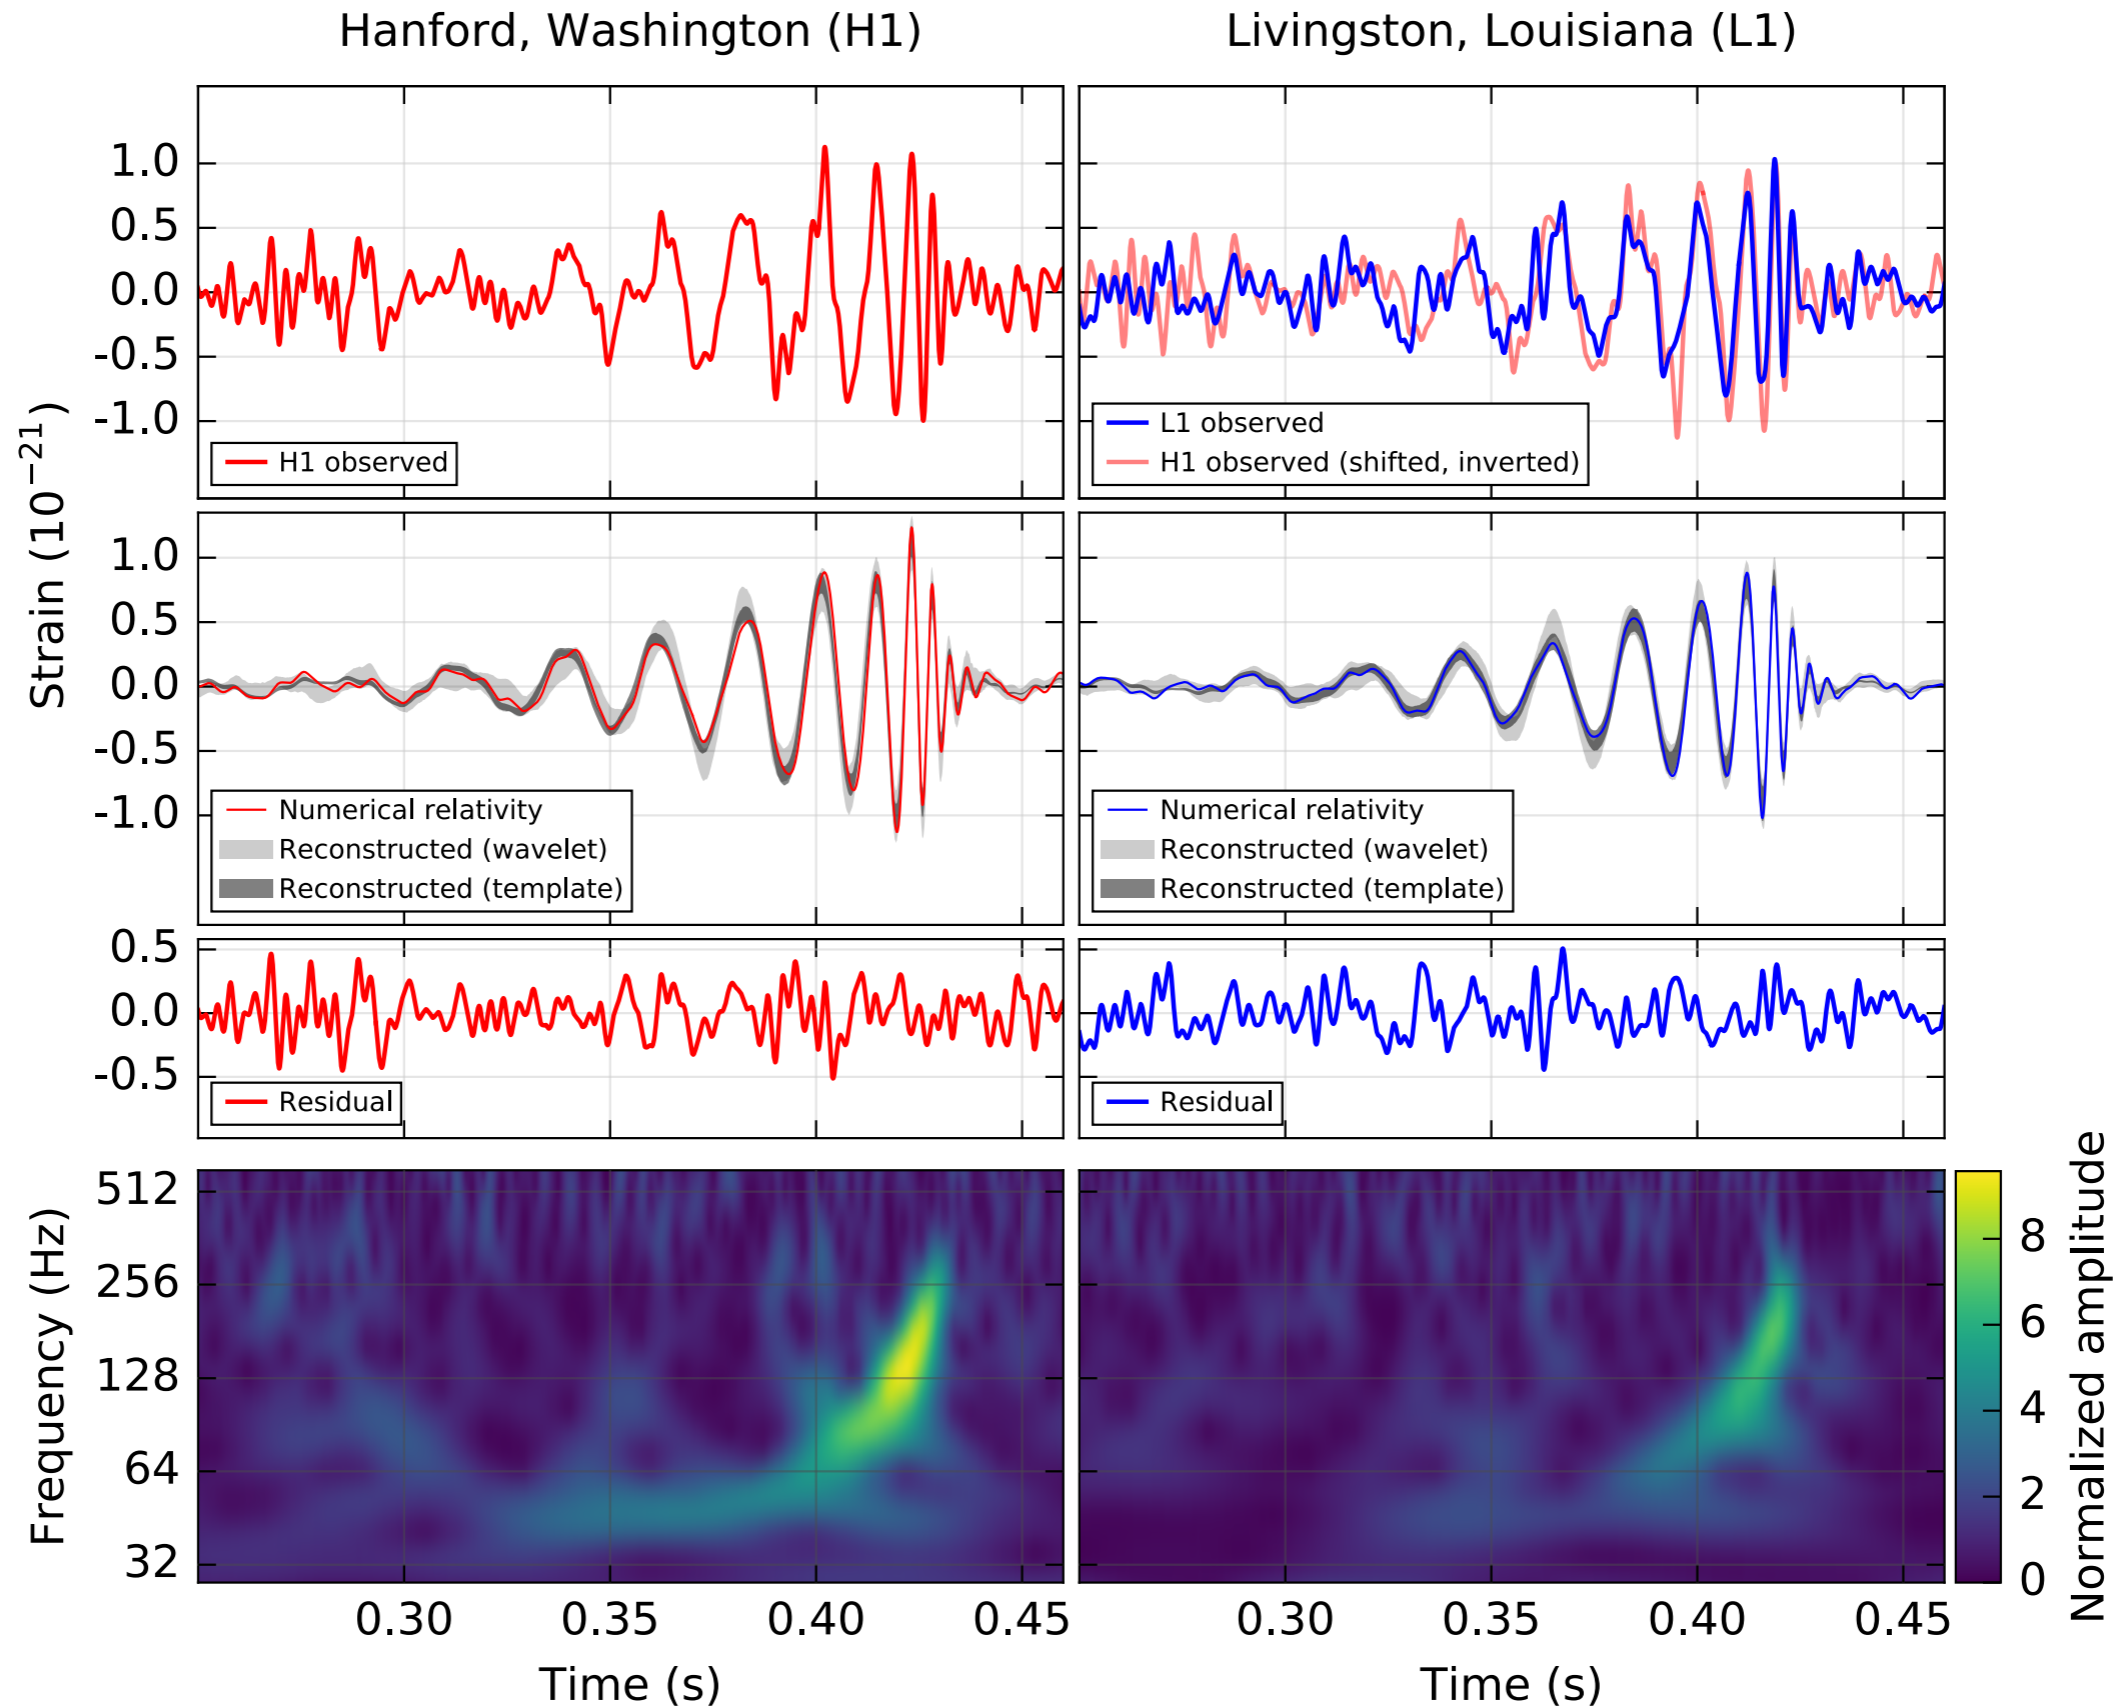 Hanford, Washington (H1)
Livingston, Louisiana (L1)
Strain (10⁻²¹)
1.0
0.5
0.0
-0.5
-1.0
H1 observed
L1 observed
H1 observed (shifted, inverted)
1.0
0.5
0.0
-0.5
-1.0
Numerical relativity
Reconstructed (wavelet)
Reconstructed (template)
Numerical relativity
Reconstructed (wavelet)
Reconstructed (template)
0.5
0.0
-0.5
Residual
Residual
Frequency (Hz)
512
256
128
64
32
Normalized amplitude
8
6
4
2
0
0.30 0.35 0.40 0.45
0.30 0.35 0.40 0.45
Time (s)
Time (s)